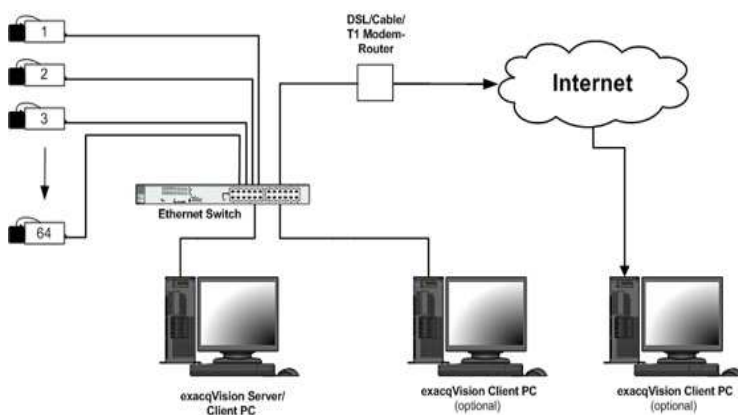 1
2
3
64
DSL/Cable/
T1 Modem-
Router
Internet
Ethernet Switch
exacqVision Server/
Client PC
exacqVision Client PC
(optional)
exacqVision Client PC
(optional)